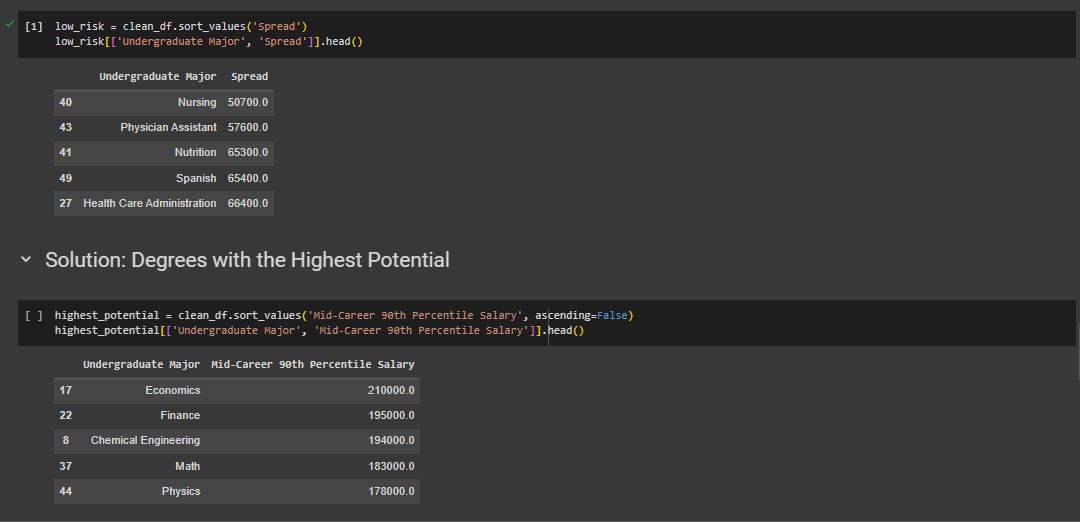 [1] low_risk = clean_df.sort_values('Spread')
low_risk[['Undergraduate Major', 'Spread']].head()
Undergraduate Major Spread
40 Nursing 50700.0
43 Physician Assistant 57600.0
41 Nutrition 65300.0
49 Spanish 65400.0
27 Health Care Administration 66400.0
Solution: Degrees with the Highest Potential
[ ] highest_potential = clean_df.sort_values('Mid-Career 90th Percentile Salary', ascending=False)
highest_potential[['Undergraduate Major', 'Mid-Career 90th Percentile Salary']].head()
Undergraduate Major Mid-Career 90th Percentile Salary
17 Economics 210000.0
22 Finance 195000.0
8 Chemical Engineering 194000.0
37 Math 183000.0
44 Physics 178000.0